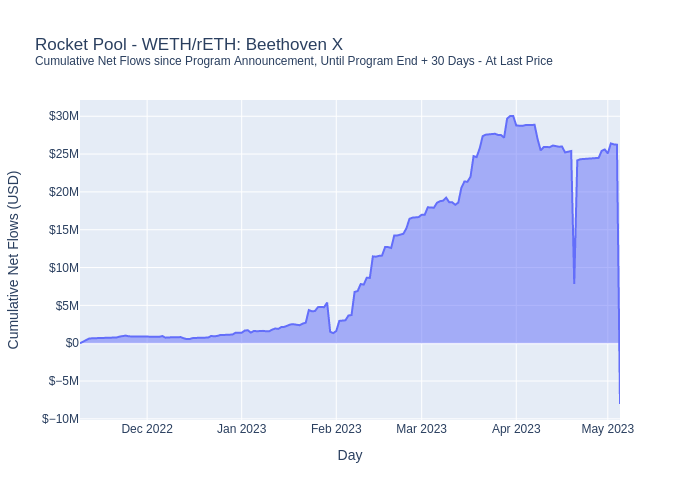 Rocket Pool - WETH/rETH: Beethoven X
Cumulative Net Flows since Program Announcement, Until Program End + 30 Days - At Last Price
Cumulative Net Flows (USD)
$30M
$25M
$20M
$15M
$10M
$5M
$0
$−5M
$−10M
Dec 2022
Jan 2023
Feb 2023
Mar 2023
Apr 2023
May 2023
Day